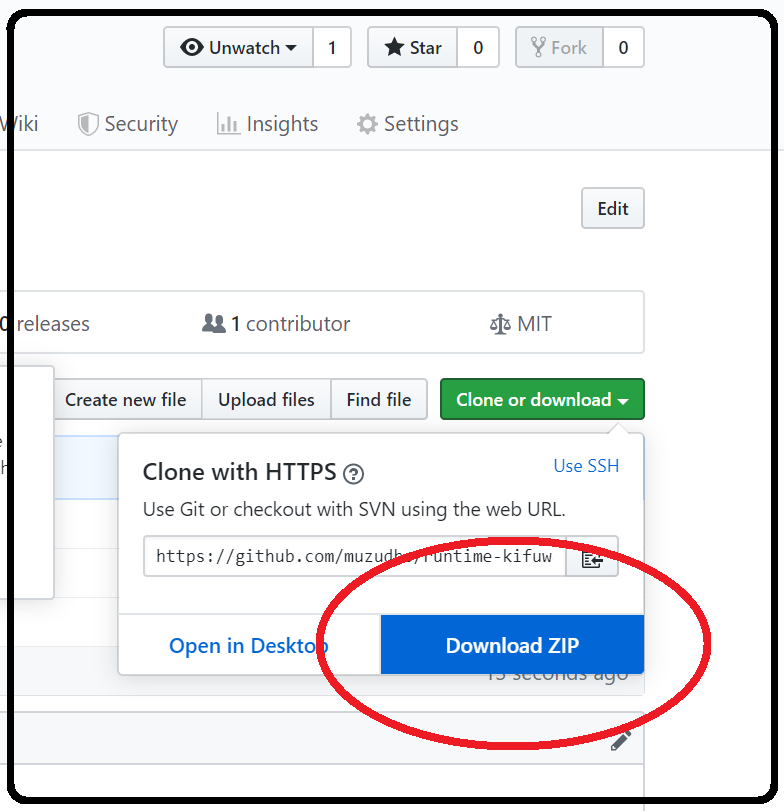 Unwatch 1 Star 0 Fork 0
Wiki Security Insights Settings
Edit
0 releases 1 contributor MIT
Create new file Upload files Find file Clone or download
Clone with HTTPS Use SSH
Use Git or checkout with SVN using the web URL.
https://github.com/muzudho/runtime-kifuw
Open in Desktop Download ZIP
15 seconds ago